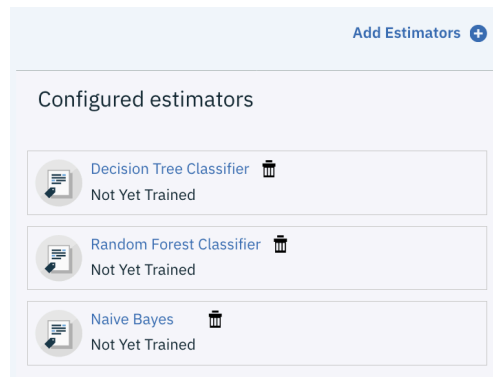 Add Estimators
Configured estimators
Decision Tree Classifier
Not Yet Trained
Random Forest Classifier
Not Yet Trained
Naive Bayes
Not Yet Trained